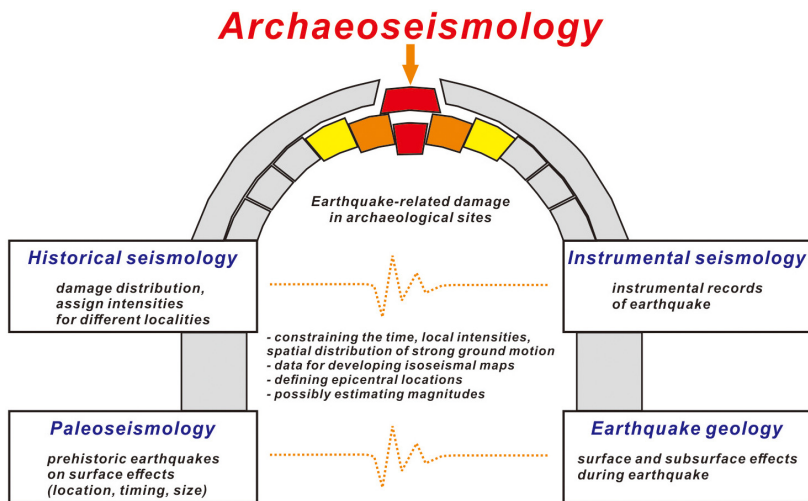 Archaeoseismology
Earthquake-related damage
in archaeological sites
Historical seismology
damage distribution,
assign intensities
for different localities
Instrumental seismology
instrumental records
of earthquake
- constraining the time, local intensities,
spatial distribution of strong ground motion
- data for developing isoseismal maps
- defining epicentral locations
- possibly estimating magnitudes
Paleoseismology
prehistoric earthquakes
on surface effects
(location, timing, size)
Earthquake geology
surface and subsurface effects
during earthquake